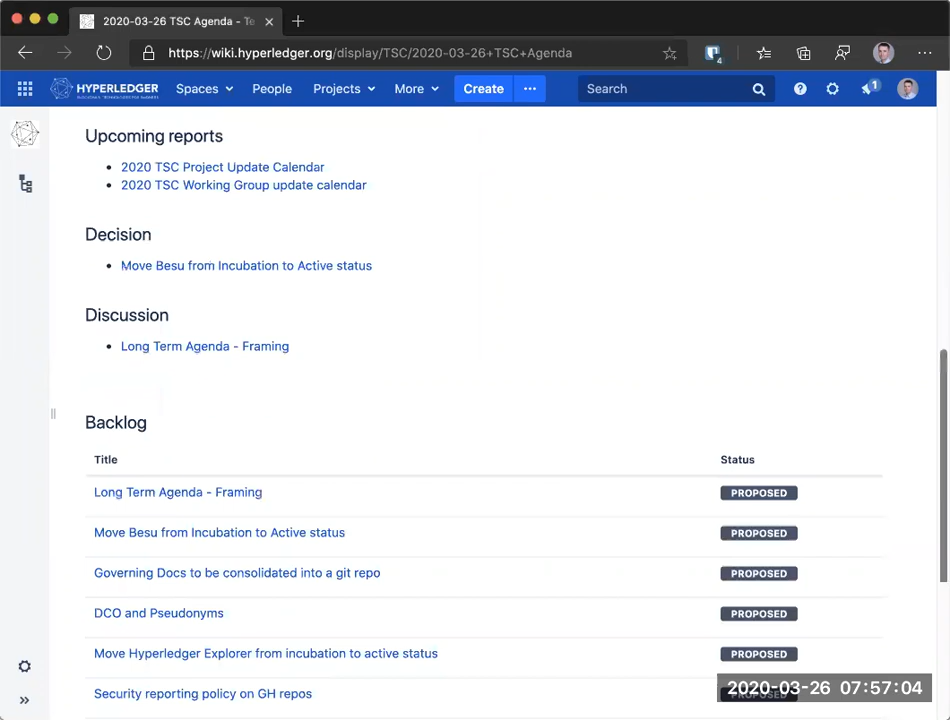 2020-03-26 TSC Agenda - Te
https://wiki.hyperledger.org/display/TSC/2020-03-26+TSC+Agenda
4
HYPERLEDGER
Spaces
People
Projects
More
Create
Search
1
Upcoming reports
2020 TSC Project Update Calendar
2020 TSC Working Group update calendar
Decision
Move Besu from Incubation to Active status
Discussion
Long Term Agenda - Framing
Backlog
Title Status
Long Term Agenda - Framing PROPOSED
Move Besu from Incubation to Active status PROPOSED
Governing Docs to be consolidated into a git repo PROPOSED
DCO and Pseudonyms PROPOSED
Move Hyperledger Explorer from incubation to active status PROPOSED
Security reporting policy on GH repos PROPOSED
2020-03-26 07:57:04